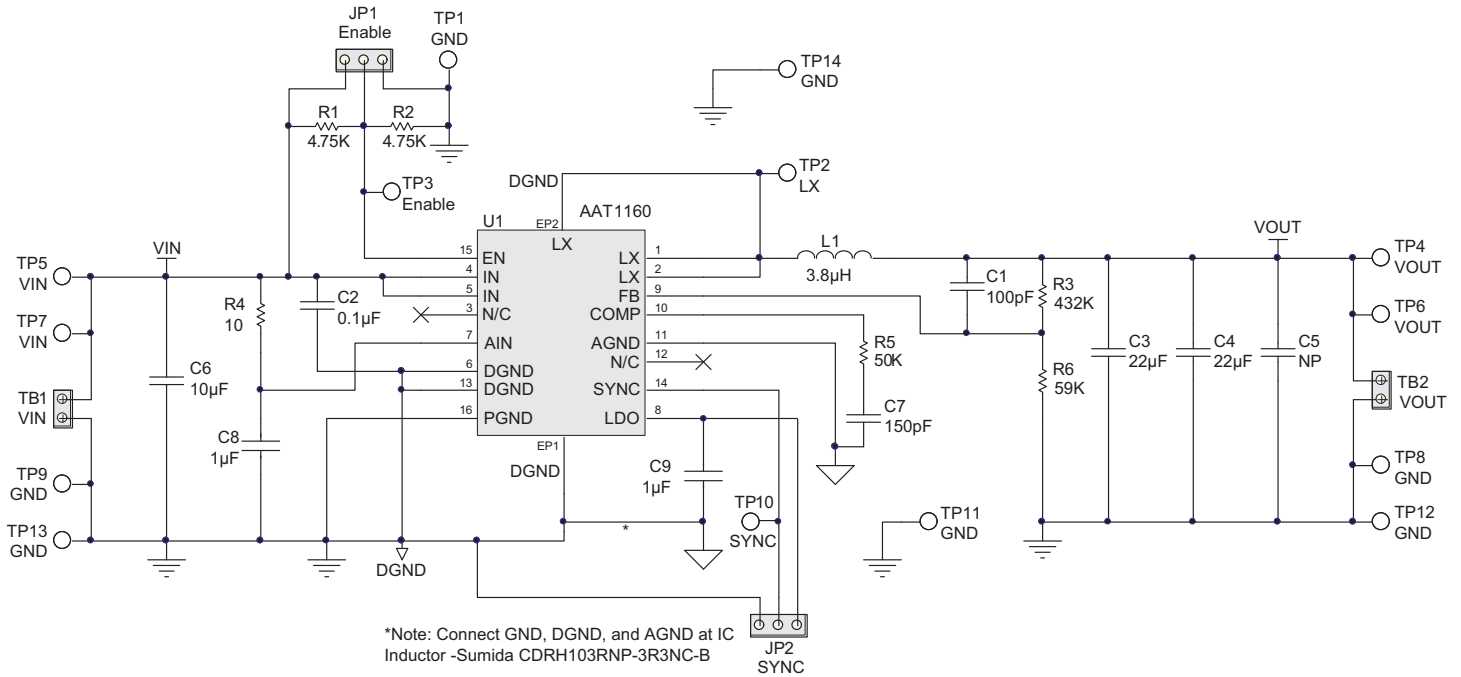 JP1
Enable
TP1
GND
TP14
GND
R1
4.75K
R2
4.75K
TP3
Enable
DGND
TP2
LX
U1
EP2
AAT1160
LX
VIN
VOUT
TP5
VIN
TP7
VIN
TB1
VIN
TP9
GND
TP13
GND
R4
10
C2
0.1µF
C6
10µF
C8
1µF
15 EN
4 IN
5 IN
3 N/C
7 AIN
6 DGND
13 DGND
16 PGND
LX 1
LX 2
FB 9
COMP 10
AGND 11
N/C 12
SYNC 14
LDO 8
EP1
DGND
L1
3.8µH
C1
100pF
R3
432K
R5
50K
R6
59K
C7
150pF
C3
22µF
C4
22µF
C5
NP
TP4
VOUT
TP6
VOUT
TB2
VOUT
TP8
GND
TP12
GND
C9
1µF
TP10
SYNC
TP11
GND
*
DGND
*Note: Connect GND, DGND, and AGND at IC
Inductor -Sumida CDRH103RNP-3R3NC-B
JP2
SYNC